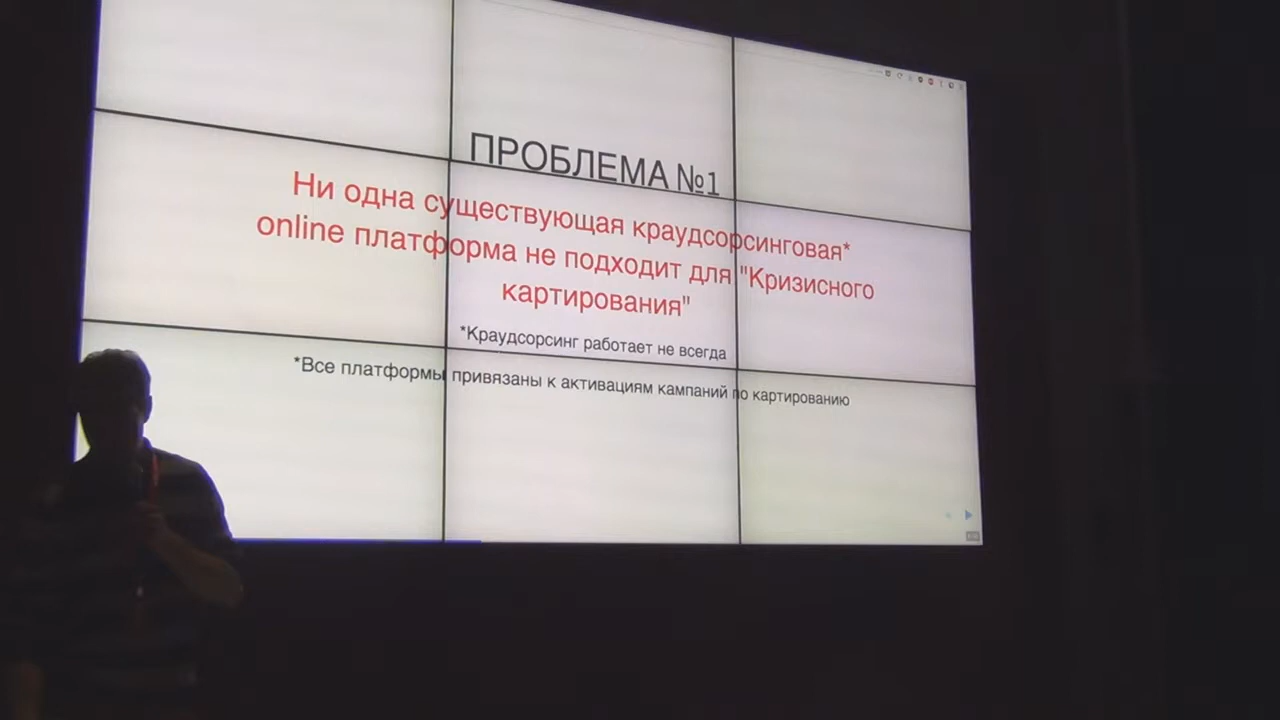 ПРОБЛЕМА №1
Ни одна существующая краудсорсинговая*
online платформа не подходит для "Кризисного
картирования"
*Краудсорсинг работает не всегда
*Все платформы привязаны к активациям кампаний по картированию